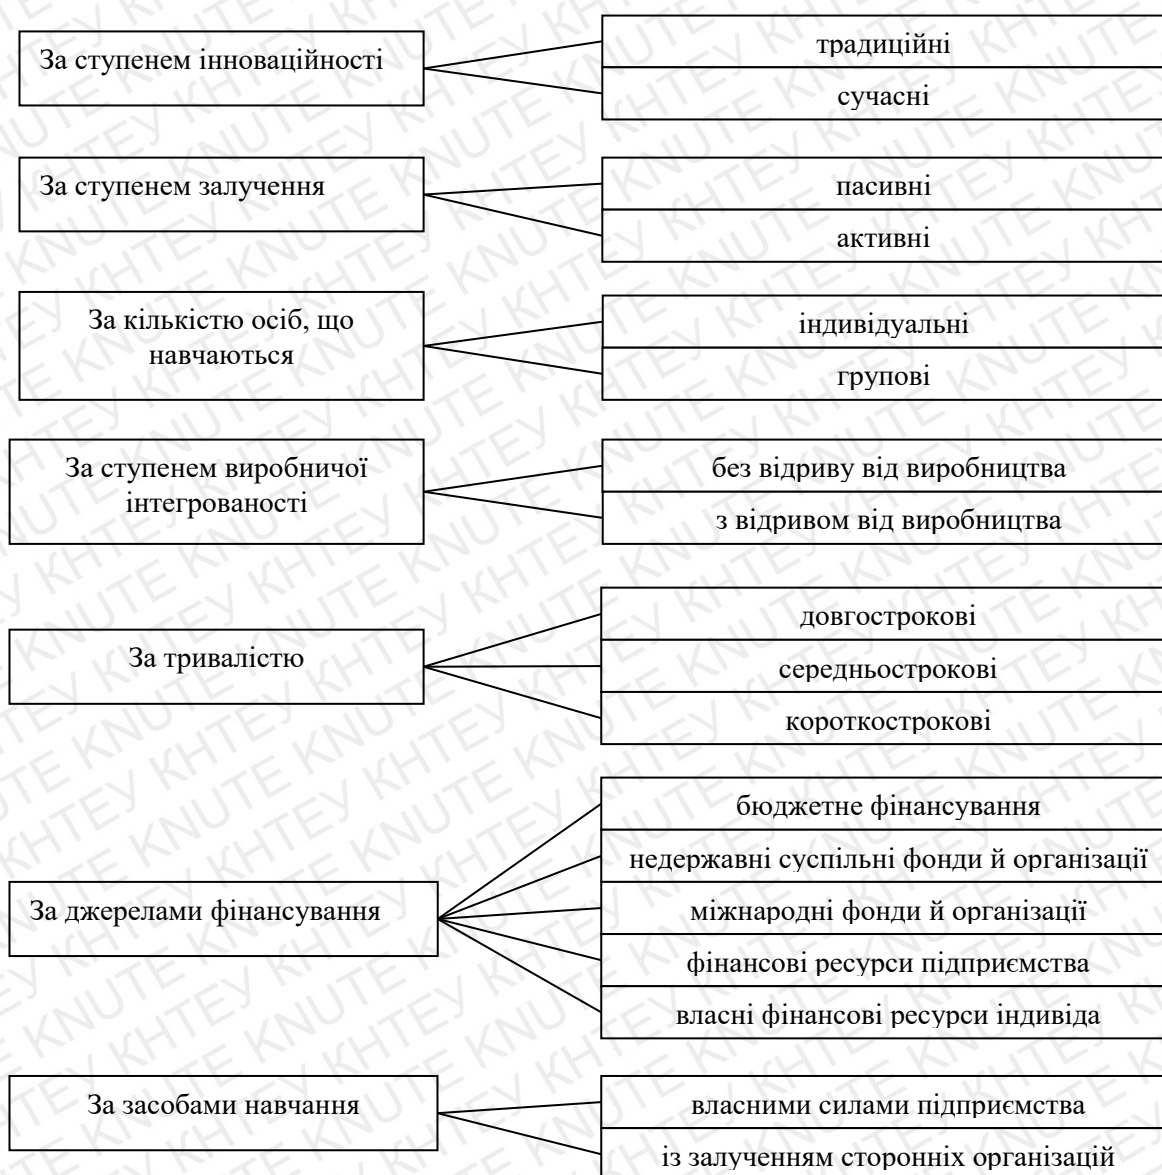 За ступенем інноваційності
традиційні
сучасні
За ступенем залучення
пасивні
активні
За кількістю осіб, що
навчаються
індивідуальні
групові
За ступенем виробничої
інтегрованості
без відриву від виробництва
з відривом від виробництва
За тривалістю
довгострокові
середньострокові
короткострокові
За джерелами фінансування
бюджетне фінансування
недержавні суспільні фонди й організації
міжнародні фонди й організації
фінансові ресурси підприємства
власні фінансові ресурси індивіда
За засобами навчання
власними силами підприємства
із залученням сторонніх організацій